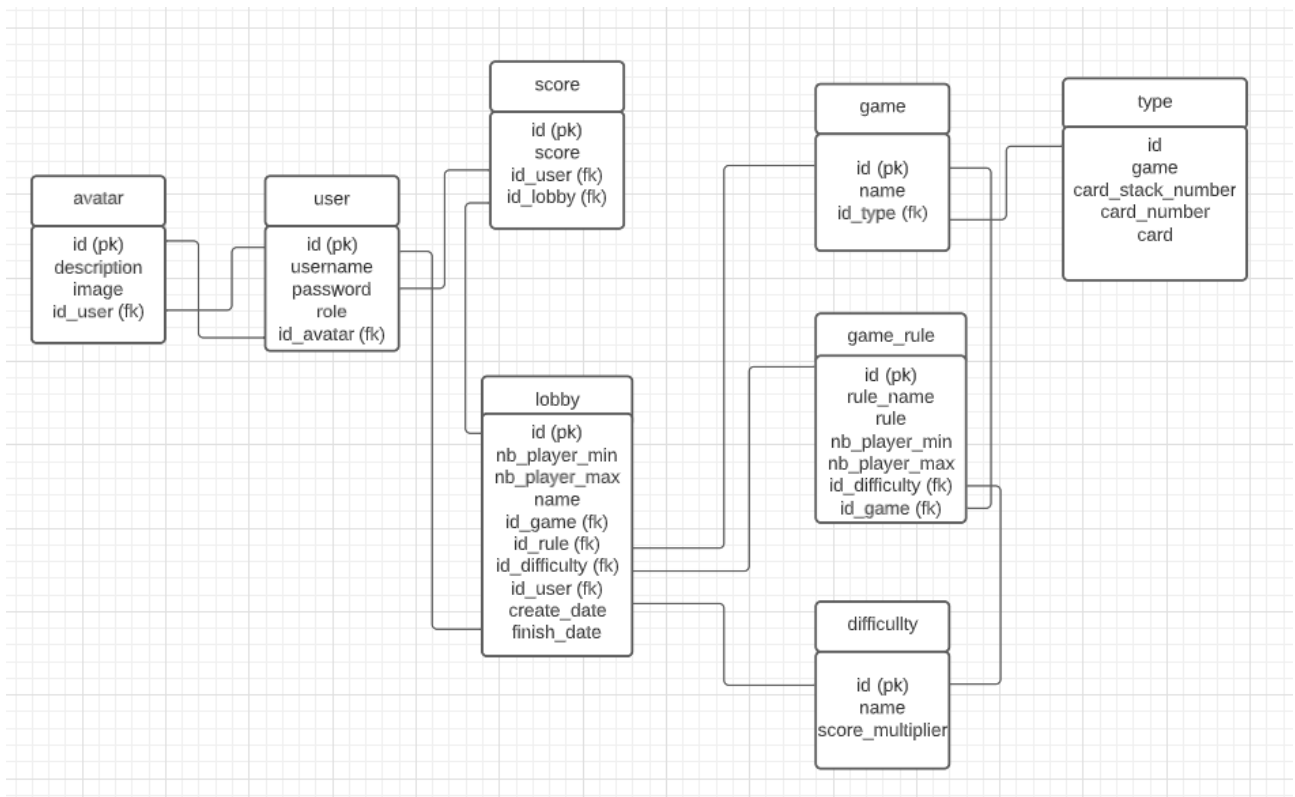 avatar
id (pk)
description
image
id_user (fk)
user
id (pk)
username
password
role
id_avatar (fk)
score
id (pk)
score
id_user (fk)
id_lobby (fk)
lobby
id (pk)
nb_player_min
nb_player_max
name
id_game (fk)
id_rule (fk)
id_difficulty (fk)
id_user (fk)
create_date
finish_date
game
id (pk)
name
id_type (fk)
type
id
game
card_stack_number
card_number
card
game_rule
id (pk)
rule_name
rule
nb_player_min
nb_player_max
id_difficulty (fk)
id_game (fk)
difficullty
id (pk)
name
score_multiplier